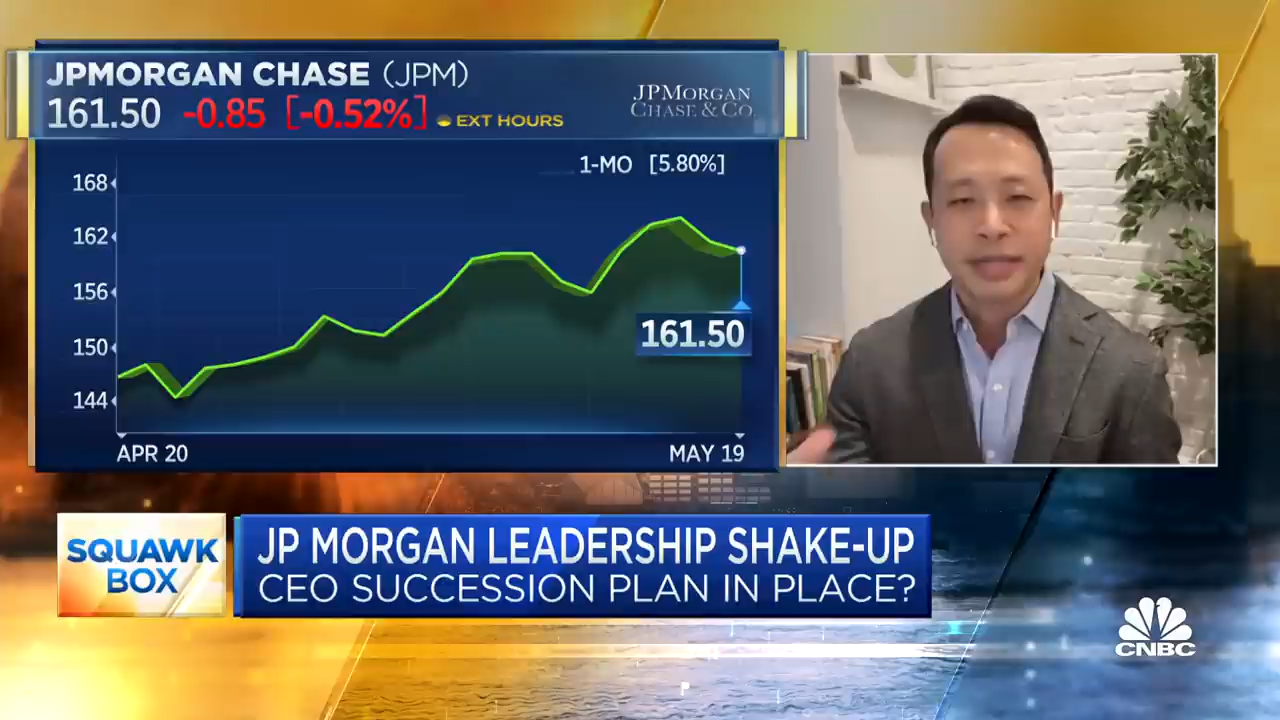 JPMORGAN CHASE (JPM)
161.50 -0.85 [-0.52%] EXT HOURS
JPMORGAN
CHASE & CO.
1-MO [5.80%]
168
162
156
150
144
161.50
APR 20 MAY 19
SQUAWK
BOX
JP MORGAN LEADERSHIP SHAKE-UP
CEO SUCCESSION PLAN IN PLACE?
CNBC
P